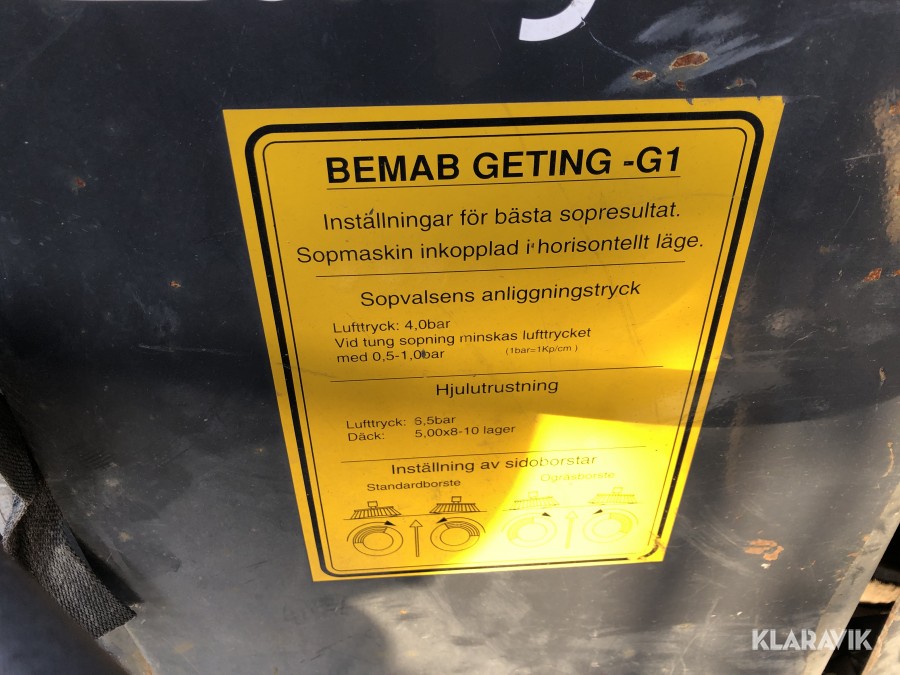 BEMAB GETING -G1
Inställningar för bästa sopresultat.
Sopmaskin inkopplad i horisontellt läge.
Sopvalsens anliggningstryck
Lufttryck: 4,0bar
Vid tung sopning minskas lufttrycket
med 0,5-1,0bar (1bar=1Kp/cm )
Hjulutrustning
Lufttryck: 6,5bar
Däck: 5,00x8-10 lager
Inställning av sidoborstar
Standardborste Ogräsborste
KLARAVIK